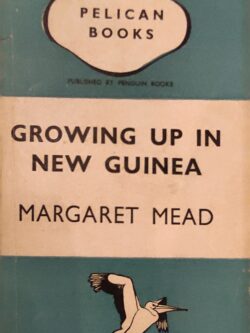 PELICAN
BOOKS
PUBLISHED BY PENGUIN BOOKS
GROWING UP IN
NEW GUINEA
MARGARET MEAD